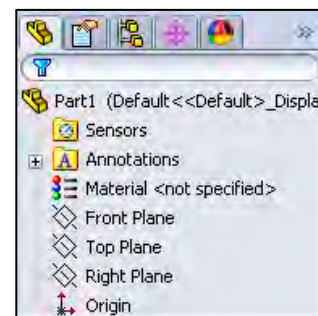 Part1 (Default<<Default>_Displa
Sensors
A Annotations
Material <not specified>
Front Plane
Top Plane
Right Plane
Origin